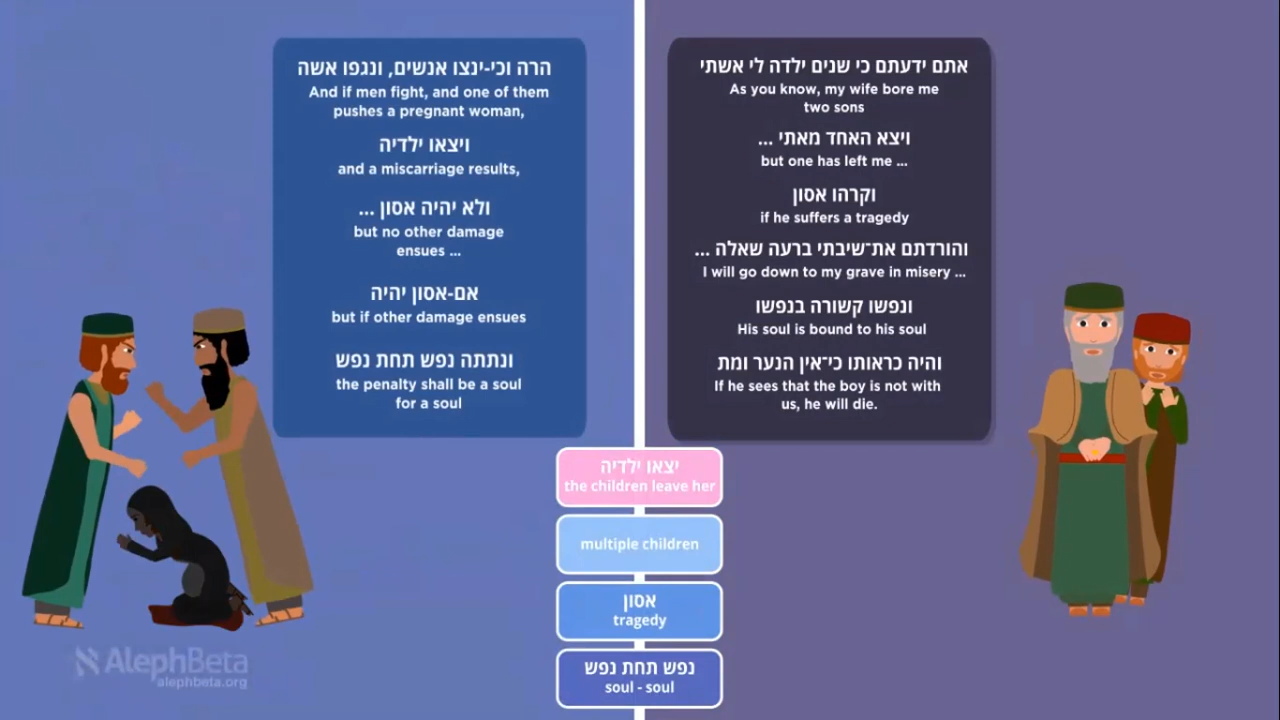 הרה וכי-ינצו אנשים, ונגפו אשה
And if men fight, and one of them
pushes a pregnant woman,
ויצאו ילדיה
and a miscarriage results,
ולא יהיה אסון ...
but no other damage
ensues ...
אם-אסון יהיה
but if other damage ensues
ונתתה נפש תחת נפש
the penalty shall be a soul
for a soul
אתם ידעתם כי שנים ילדה לי אשתי
As you know, my wife bore me
two sons
ויצא האחד מאתי ...
but one has left me ...
וקרהו אסון
if he suffers a tragedy
והורדתם את־שיבתי ברעה שאלה ...
I will go down to my grave in misery ...
ונפשו קשורה בנפשו
His soul is bound to his soul
והיה כראותו כי־אין הנער ומת
If he sees that the boy is not with
us, he will die.
יצאו ילדיה
the children leave her
multiple children
אסון
tragedy
נפש תחת נפש
soul - soul
AlephBeta
alephbeta.org